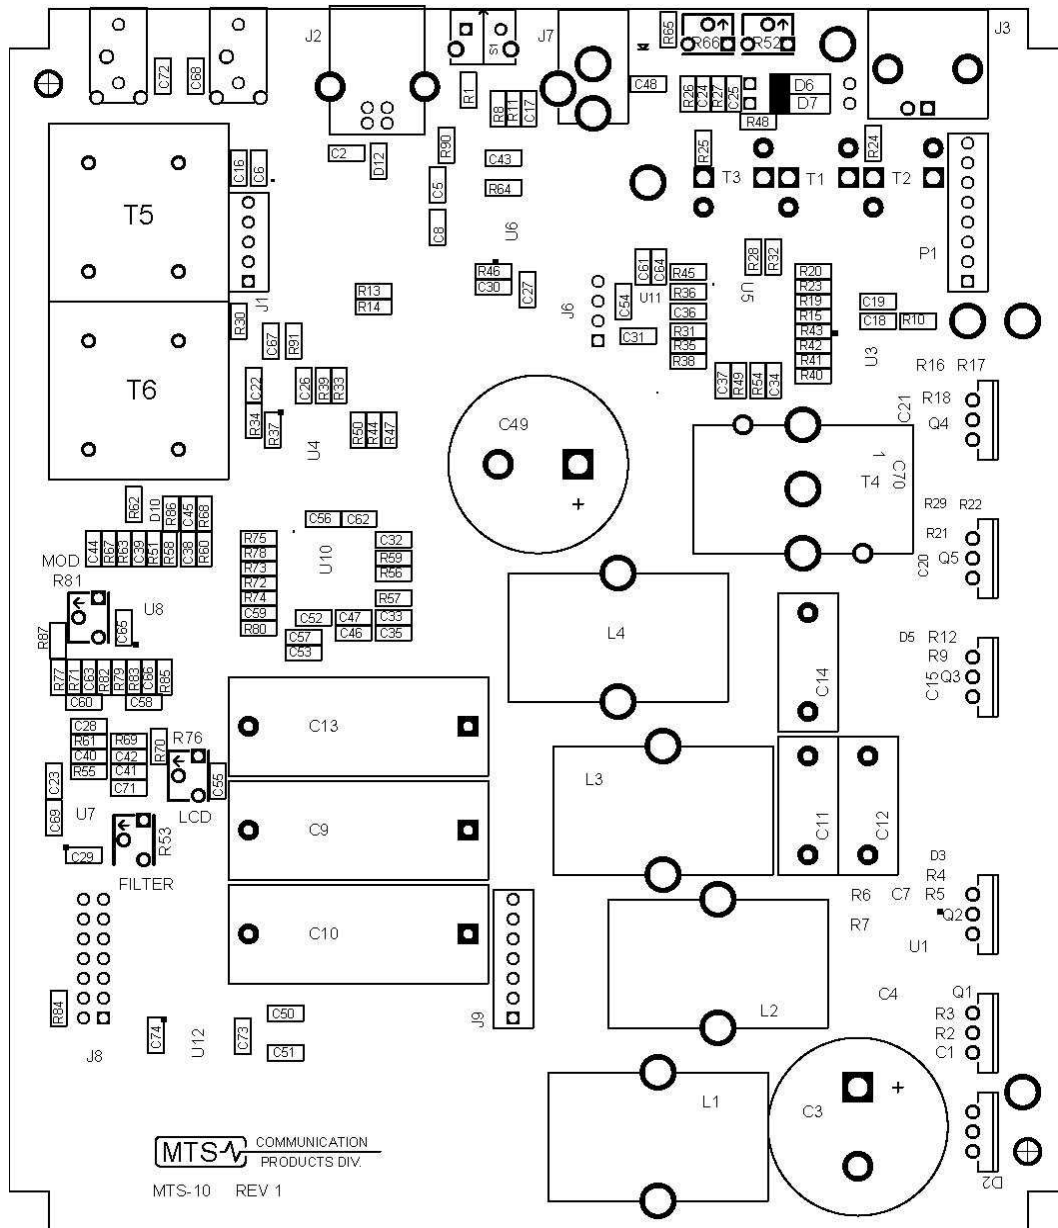 J2
S1
J7
R65
R66
R52
J3
C72
C68
R1
R8
R11
C17
C48
R26
C24
R27
C25
D6
D7
R48
C2
D12
R90
C43
R25
R24
C16
C6
C5
R64
T3
T1
T2
T5
C8
U6
P1
J1
R46
C30
C27
C61
C64
U11
R45
R28
R32
U5
R20
R23
R19
R15
R43
R42
R41
R40
R13
R14
J6
C54
C31
R36
C36
R31
R35
R38
C19
C18
R10
U3
R30
C67
R91
T6
C22
R34
R37
C26
R39
R33
U4
R50
R44
R47
C37
R49
R54
C34
R16
R17
R18
Q4
C21
C49
+
1
T4
C70
R62
D10
R86
C45
R68
C44
R67
R63
C39
R51
R58
C38
R60
C56
C62
R75
R78
R73
R72
R74
C59
R80
U10
C32
R59
R56
R57
C33
C35
C52
C47
C46
C57
C53
R29
R22
R21
Q5
C20
MOD
R81
U8
R87
C65
L4
C14
D5
R12
R9
Q3
C15
R77
R71
C63
R82
R79
R83
C66
R85
C60
C58
C13
C28
R61
C40
R55
R69
C42
C41
C71
R70
R76
C55
LCD
C23
C69
U7
R53
C29
FILTER
C9
L3
C11
C12
D3
R4
R5
R6
C7
R7
Q2
U1
C10
L2
C4
Q1
R3
R2
C1
R84
J8
C74
U12
C73
C50
C51
J9
L1
C3
+
D2
MTS
COMMUNICATION
PRODUCTS DIV.
MTS-10 REV 1